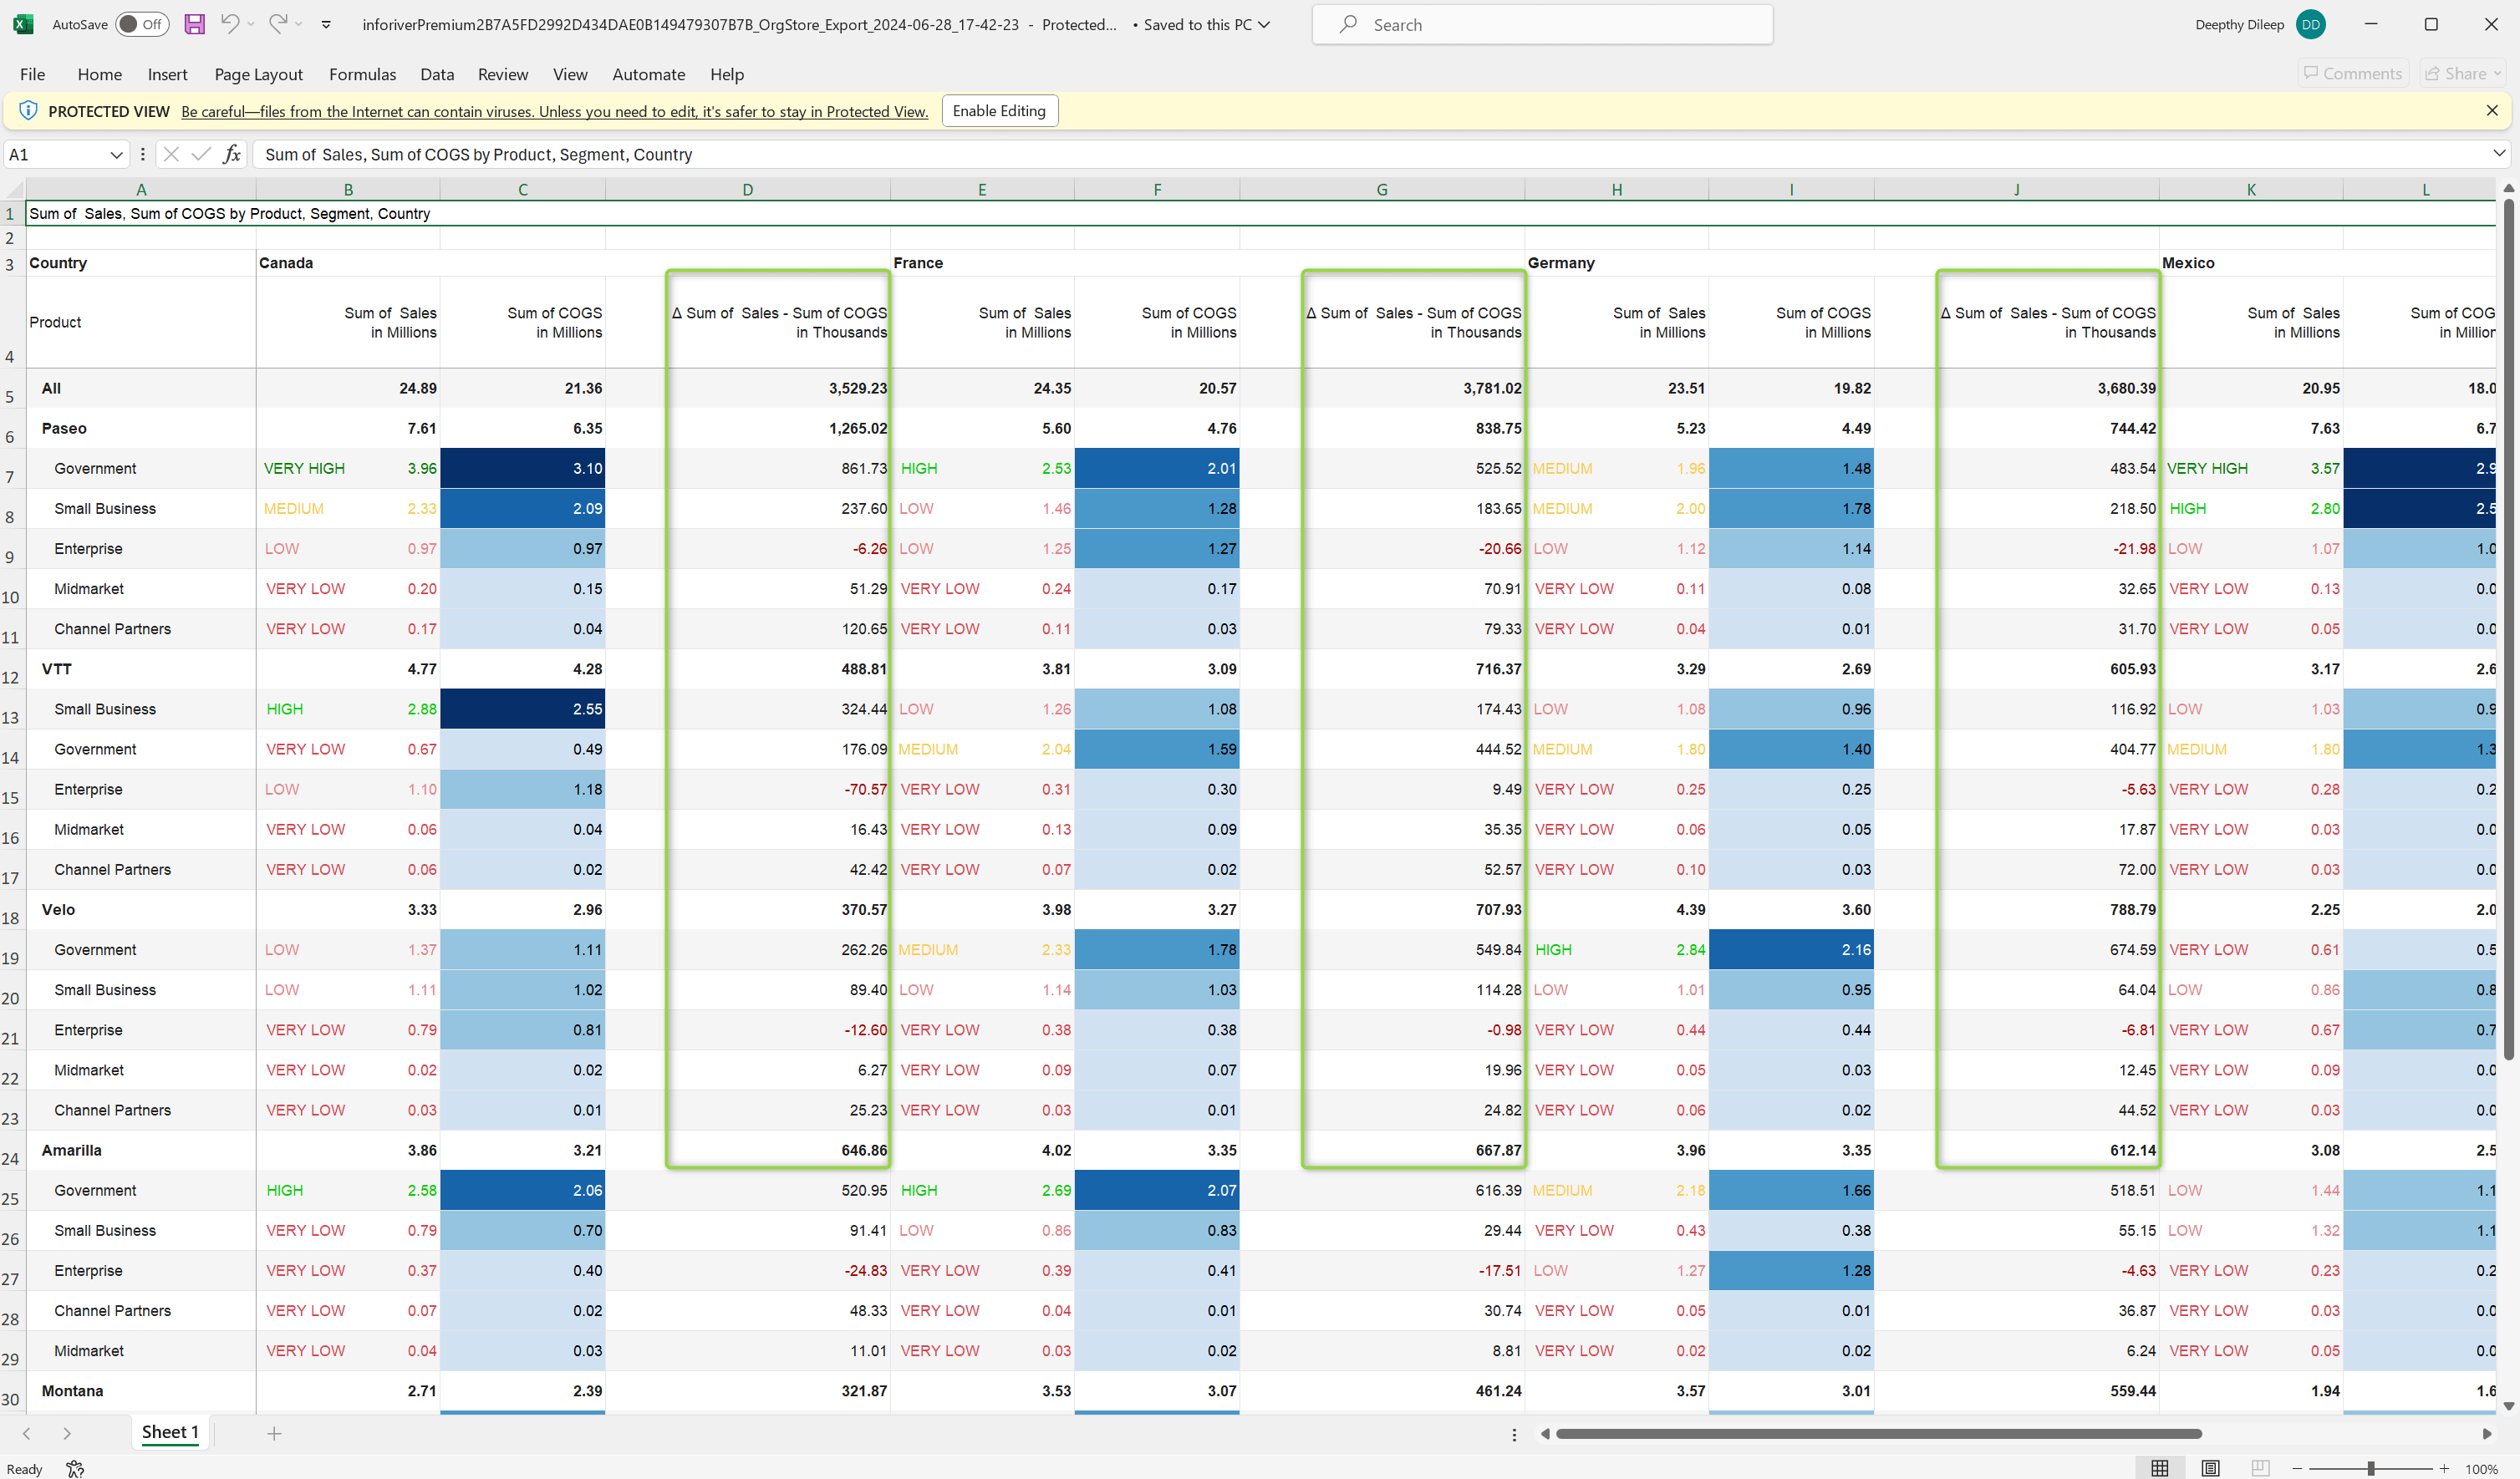 AutoSave Off inforiverPremium2B7A5FD2992D434DAE0B149479307B7B_OrgStore_Export_2024-06-28_17-42-23 - Protected... • Saved to this PC Search Deepthy Dileep DD
File Home Insert Page Layout Formulas Data Review View Automate Help Comments Share
PROTECTED VIEW Be careful—files from the Internet can contain viruses. Unless you need to edit, it's safer to stay in Protected View. Enable Editing
A1 fx Sum of Sales, Sum of COGS by Product, Segment, Country
A B C D E F G H I J K L
1 Sum of Sales, Sum of COGS by Product, Segment, Country
2
3 Country Canada France Germany Mexico
Sum of Sales Sum of COGS Δ Sum of Sales - Sum of COGS Sum of Sales Sum of COGS Δ Sum of Sales - Sum of COGS Sum of Sales Sum of COGS Δ Sum of Sales - Sum of COGS Sum of Sales Sum of COG
Product
in Millions in Millions in Thousands in Millions in Millions in Thousands in Millions in Millions in Thousands in Millions in Million
4
5 All 24.89 21.36 3,529.23 24.35 20.57 3,781.02 23.51 19.82 3,680.39 20.95 18.0
6 Paseo 7.61 6.35 1,265.02 5.60 4.76 838.75 5.23 4.49 744.42 7.63 6.7
7 Government VERY HIGH 3.96 3.10 861.73 HIGH 2.53 2.01 525.52 MEDIUM 1.96 1.48 483.54 VERY HIGH 3.57 2.9
8 Small Business MEDIUM 2.33 2.09 237.60 LOW 1.46 1.28 183.65 MEDIUM 2.00 1.78 218.50 HIGH 2.80 2.5
9 Enterprise LOW 0.97 0.97 -6.26 LOW 1.25 1.27 -20.66 LOW 1.12 1.14 -21.98 LOW 1.07 1.0
10 Midmarket VERY LOW 0.20 0.15 51.29 VERY LOW 0.24 0.17 70.91 VERY LOW 0.11 0.08 32.65 VERY LOW 0.13 0.0
11 Channel Partners VERY LOW 0.17 0.04 120.65 VERY LOW 0.11 0.03 79.33 VERY LOW 0.04 0.01 31.70 VERY LOW 0.05 0.0
12 VTT 4.77 4.28 488.81 3.81 3.09 716.37 3.29 2.69 605.93 3.17 2.6
13 Small Business HIGH 2.88 2.55 324.44 LOW 1.26 1.08 174.43 LOW 1.08 0.96 116.92 LOW 1.03 0.9
14 Government VERY LOW 0.67 0.49 176.09 MEDIUM 2.04 1.59 444.52 MEDIUM 1.80 1.40 404.77 MEDIUM 1.80 1.3
15 Enterprise LOW 1.10 1.18 -70.57 VERY LOW 0.31 0.30 9.49 VERY LOW 0.25 0.25 -5.63 VERY LOW 0.28 0.2
16 Midmarket VERY LOW 0.06 0.04 16.43 VERY LOW 0.13 0.09 35.35 VERY LOW 0.06 0.05 17.87 VERY LOW 0.03 0.0
17 Channel Partners VERY LOW 0.06 0.02 42.42 VERY LOW 0.07 0.02 52.57 VERY LOW 0.10 0.03 72.00 VERY LOW 0.03 0.0
18 Velo 3.33 2.96 370.57 3.98 3.27 707.93 4.39 3.60 788.79 2.25 2.0
19 Government LOW 1.37 1.11 262.26 MEDIUM 2.33 1.78 549.84 HIGH 2.84 2.16 674.59 VERY LOW 0.61 0.5
20 Small Business LOW 1.11 1.02 89.40 LOW 1.14 1.03 114.28 LOW 1.01 0.95 64.04 LOW 0.86 0.8
21 Enterprise VERY LOW 0.79 0.81 -12.60 VERY LOW 0.38 0.38 -0.98 VERY LOW 0.44 0.44 -6.81 VERY LOW 0.67 0.7
22 Midmarket VERY LOW 0.02 0.02 6.27 VERY LOW 0.09 0.07 19.96 VERY LOW 0.05 0.03 12.45 VERY LOW 0.09 0.0
23 Channel Partners VERY LOW 0.03 0.01 25.23 VERY LOW 0.03 0.01 24.82 VERY LOW 0.06 0.02 44.52 VERY LOW 0.03 0.0
24 Amarilla 3.86 3.21 646.86 4.02 3.35 667.87 3.96 3.35 612.14 3.08 2.5
25 Government HIGH 2.58 2.06 520.95 HIGH 2.69 2.07 616.39 MEDIUM 2.18 1.66 518.51 LOW 1.44 1.1
26 Small Business VERY LOW 0.79 0.70 91.41 LOW 0.86 0.83 29.44 VERY LOW 0.43 0.38 55.15 LOW 1.32 1.1
27 Enterprise VERY LOW 0.37 0.40 -24.83 VERY LOW 0.39 0.41 -17.51 LOW 1.27 1.28 -4.63 VERY LOW 0.23 0.2
28 Channel Partners VERY LOW 0.07 0.02 48.33 VERY LOW 0.04 0.01 30.74 VERY LOW 0.05 0.01 36.87 VERY LOW 0.03 0.0
29 Midmarket VERY LOW 0.04 0.03 11.01 VERY LOW 0.03 0.02 8.81 VERY LOW 0.02 0.02 6.24 VERY LOW 0.05 0.0
30 Montana 2.71 2.39 321.87 3.53 3.07 461.24 3.57 3.01 559.44 1.94 1.6
Sheet 1
Ready 100%